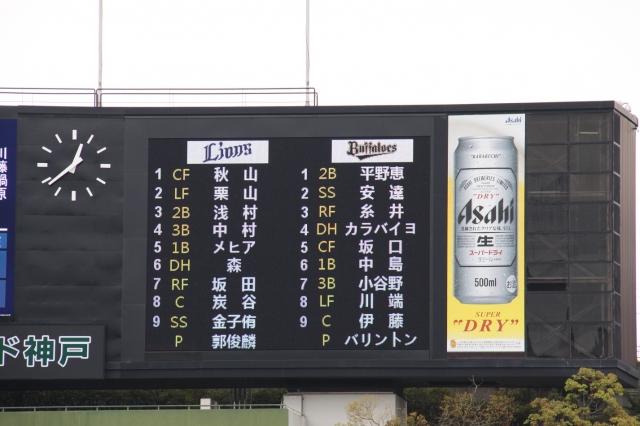 Lions
1 CF 秋山
2 LF 栗山
3 2B 浅村
4 3B 中村
5 1B メヒア
6 DH 森
7 RF 坂田
8 C 炭谷
9 SS 金子侑
P 郭俊麟
Buffaloes
1 2B 平野恵
2 SS 安達
3 RF 糸井
4 DH カラバイヨ
5 CF 坂口
6 1B 中島
7 3B 小谷野
8 LF 川端
9 C 伊藤
P バリントン
Asahi
"KARAKUCHI"
"DRY"
Asahi
生
スーパードライ
500ml
お酒
SUPER
"DRY"
ド神戸